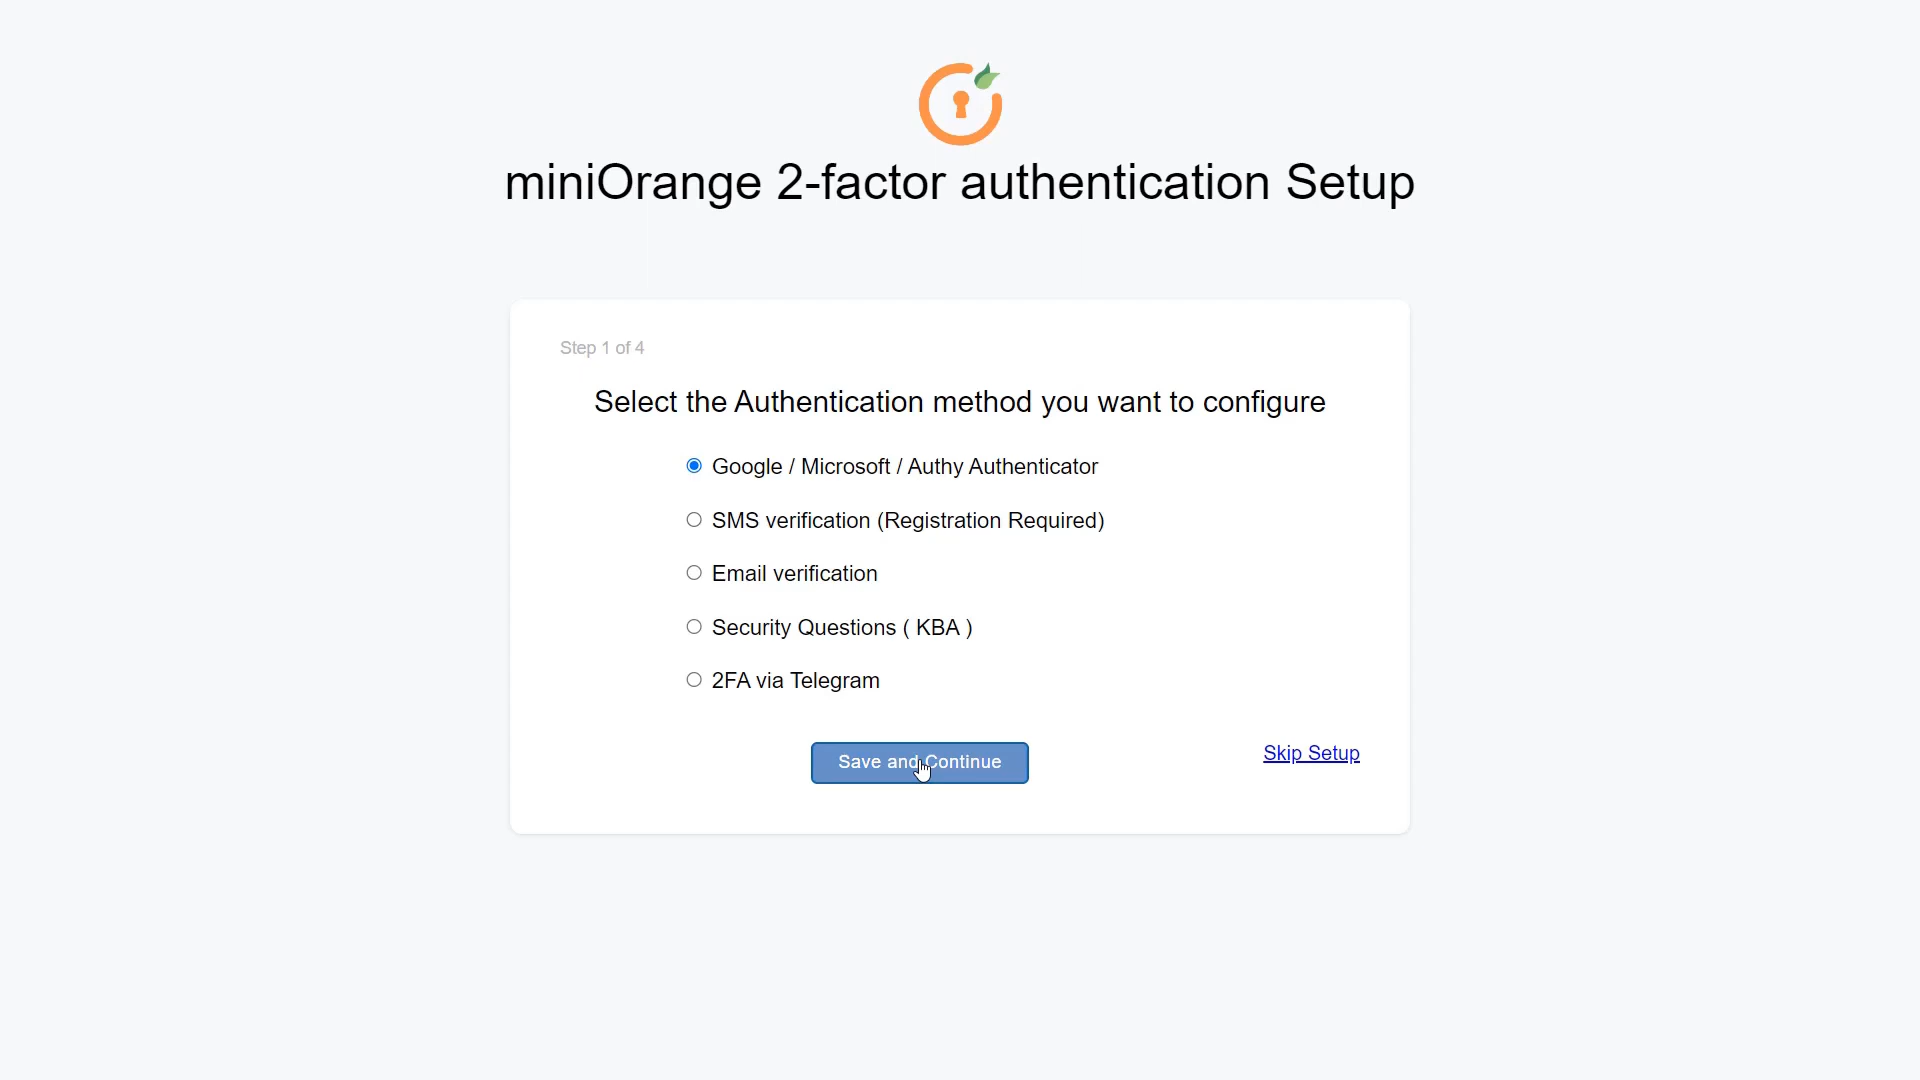 miniOrange 2-factor authentication Setup
Step 1 of 4
Select the Authentication method you want to configure
Google / Microsoft / Authy Authenticator
SMS verification (Registration Required)
Email verification
Security Questions ( KBA )
2FA via Telegram
Save and Continue
Skip Setup